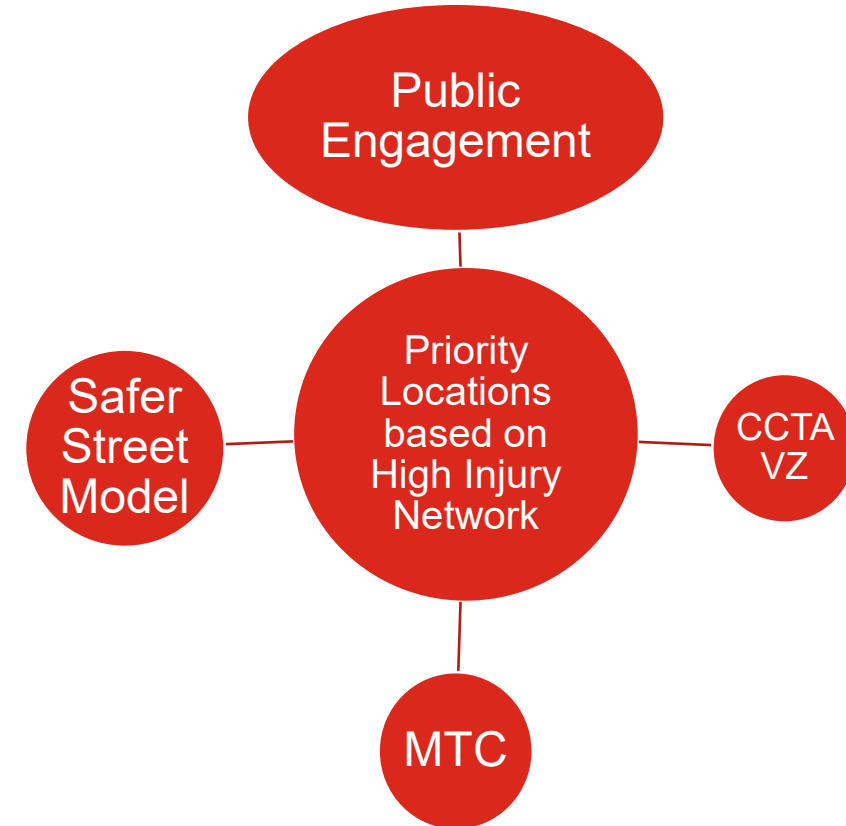 Public
Engagement
Priority
Locations
based on
High Injury
Network
Safer
Street
Model
CCTA
VZ
MTC